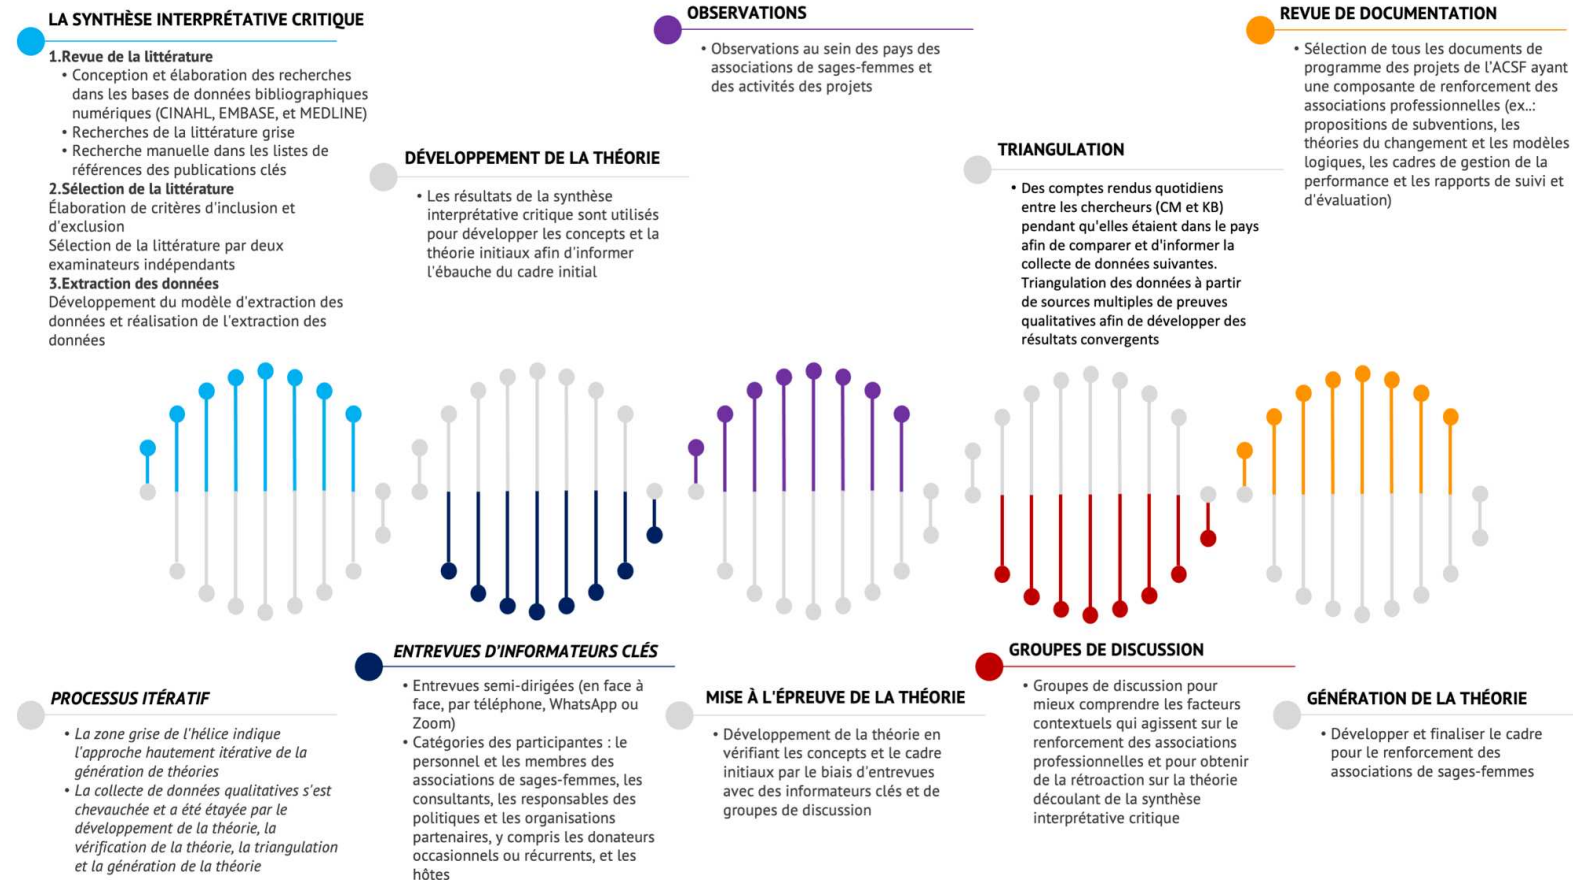 LA SYNTHÈSE INTERPRÉTATIVE CRITIQUE
1.Revue de la littérature
• Conception et élaboration des recherches
dans les bases de données bibliographiques
numériques (CINAHL, EMBASE, et MEDLINE)
• Recherches de la littérature grise
• Recherche manuelle dans les listes de
références des publications clés
2.Sélection de la littérature
Élaboration de critères d'inclusion et
d'exclusion
Sélection de la littérature par deux
examinateurs indépendants
3.Extraction des données
Développement du modèle d'extraction des
données et réalisation de l'extraction des
données
DÉVELOPPEMENT DE LA THÉORIE
• Les résultats de la synthèse
interprétative critique sont utilisés
pour développer les concepts et la
théorie initiaux afin d'informer
l'ébauche du cadre initial
OBSERVATIONS
• Observations au sein des pays des
associations de sages-femmes et
des activités des projets
TRIANGULATION
• Des comptes rendus quotidiens
entre les chercheurs (CM et KB)
pendant qu'elles étaient dans le pays
afin de comparer et d'informer la
collecte de données suivantes.
Triangulation des données à partir
de sources multiples de preuves
qualitatives afin de développer des
résultats convergents
REVUE DE DOCUMENTATION
• Sélection de tous les documents de
programme des projets de l'ACSF ayant
une composante de renforcement des
associations professionnelles (ex..:
propositions de subventions, les
théories du changement et les modèles
logiques, les cadres de gestion de la
performance et les rapports de suivi et
d'évaluation)
PROCESSUS ITÉRATIF
• La zone grise de l'hélice indique
l'approche hautement itérative de la
génération de théories
• La collecte de données qualitatives s'est
chevauchée et a été étayée par le
développement de la théorie, la
vérification de la théorie, la triangulation
et la génération de la théorie
ENTREVUES D'INFORMATEURS CLÉS
• Entrevues semi-dirigées (en face à
face, par téléphone, WhatsApp ou
Zoom)
• Catégories des participantes : le
personnel et les membres des
associations de sages-femmes, les
consultants, les responsables des
politiques et les organisations
partenaires, y compris les donateurs
occasionnels ou récurrents, et les
hôtes
MISE À L'ÉPREUVE DE LA THÉORIE
• Développement de la théorie en
vérifiant les concepts et le cadre
initiaux par le biais d'entrevues
avec des informateurs clés et de
groupes de discussion
GROUPES DE DISCUSSION
• Groupes de discussion pour
mieux comprendre les facteurs
contextuels qui agissent sur le
renforcement des associations
professionnelles et pour obtenir
de la rétroaction sur la théorie
découlant de la synthèse
interprétative critique
GÉNÉRATION DE LA THÉORIE
• Développer et finaliser le cadre
pour le renforcement des
associations de sages-femmes